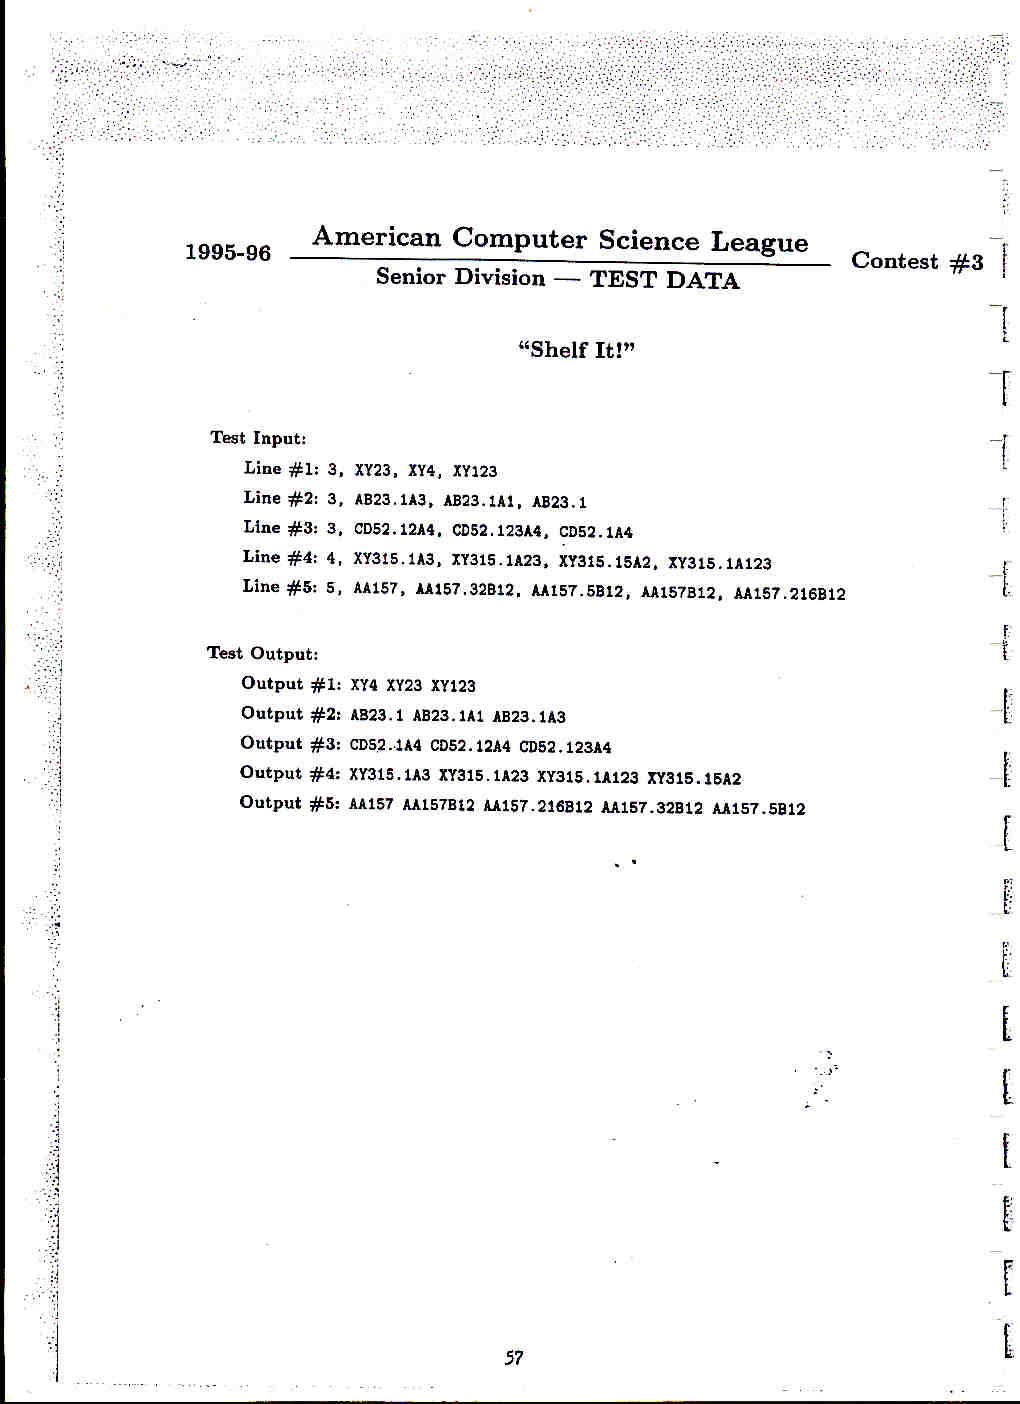 1995-96 American Computer Science League Contest #3
Senior Division — TEST DATA
“Shelf It!”
Test Input:
Line #1: 3, XY23, XY4, XY123
Line #2: 3, AB23.1A3, AB23.1A1, AB23.1
Line #3: 3, CD52.12A4, CD52.123A4, CD52.1A4
Line #4: 4, XY315.1A3, XY315.1A23, XY315.15A2, XY315.1A123
Line #5: 5, AA157, AA157.32B12, AA157.5B12, AA157B12, AA157.216B12
Test Output:
Output #1: XY4 XY23 XY123
Output #2: AB23.1 AB23.1A1 AB23.1A3
Output #3: CD52.1A4 CD52.12A4 CD52.123A4
Output #4: XY315.1A3 XY315.1A23 XY315.1A123 XY315.15A2
Output #5: AA157 AA157B12 AA157.216B12 AA157.32B12 AA157.5B12
57